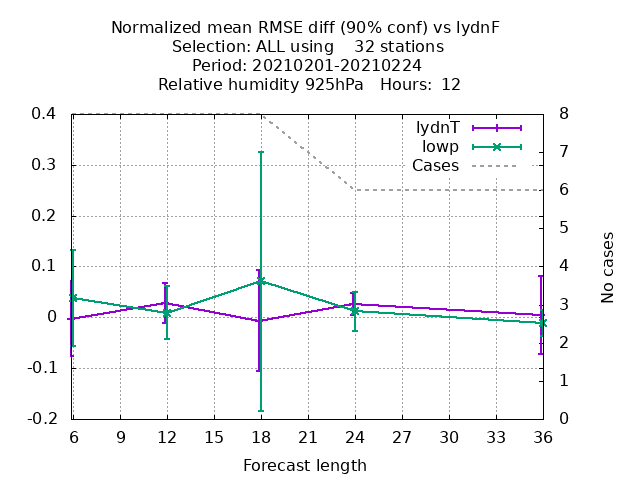 Normalized mean RMSE diff (90% conf) vs lydnF
Selection: ALL using    32 stations
Period: 20210201-20210224
Relative humidity 925hPa   Hours:  12
lydnT
lowp
Cases
0.4
0.3
0.2
0.1
0
-0.1
-0.2
8
7
6
5
4
3
2
1
0
No cases
6 9 12 15 18 21 24 27 30 33 36
Forecast length